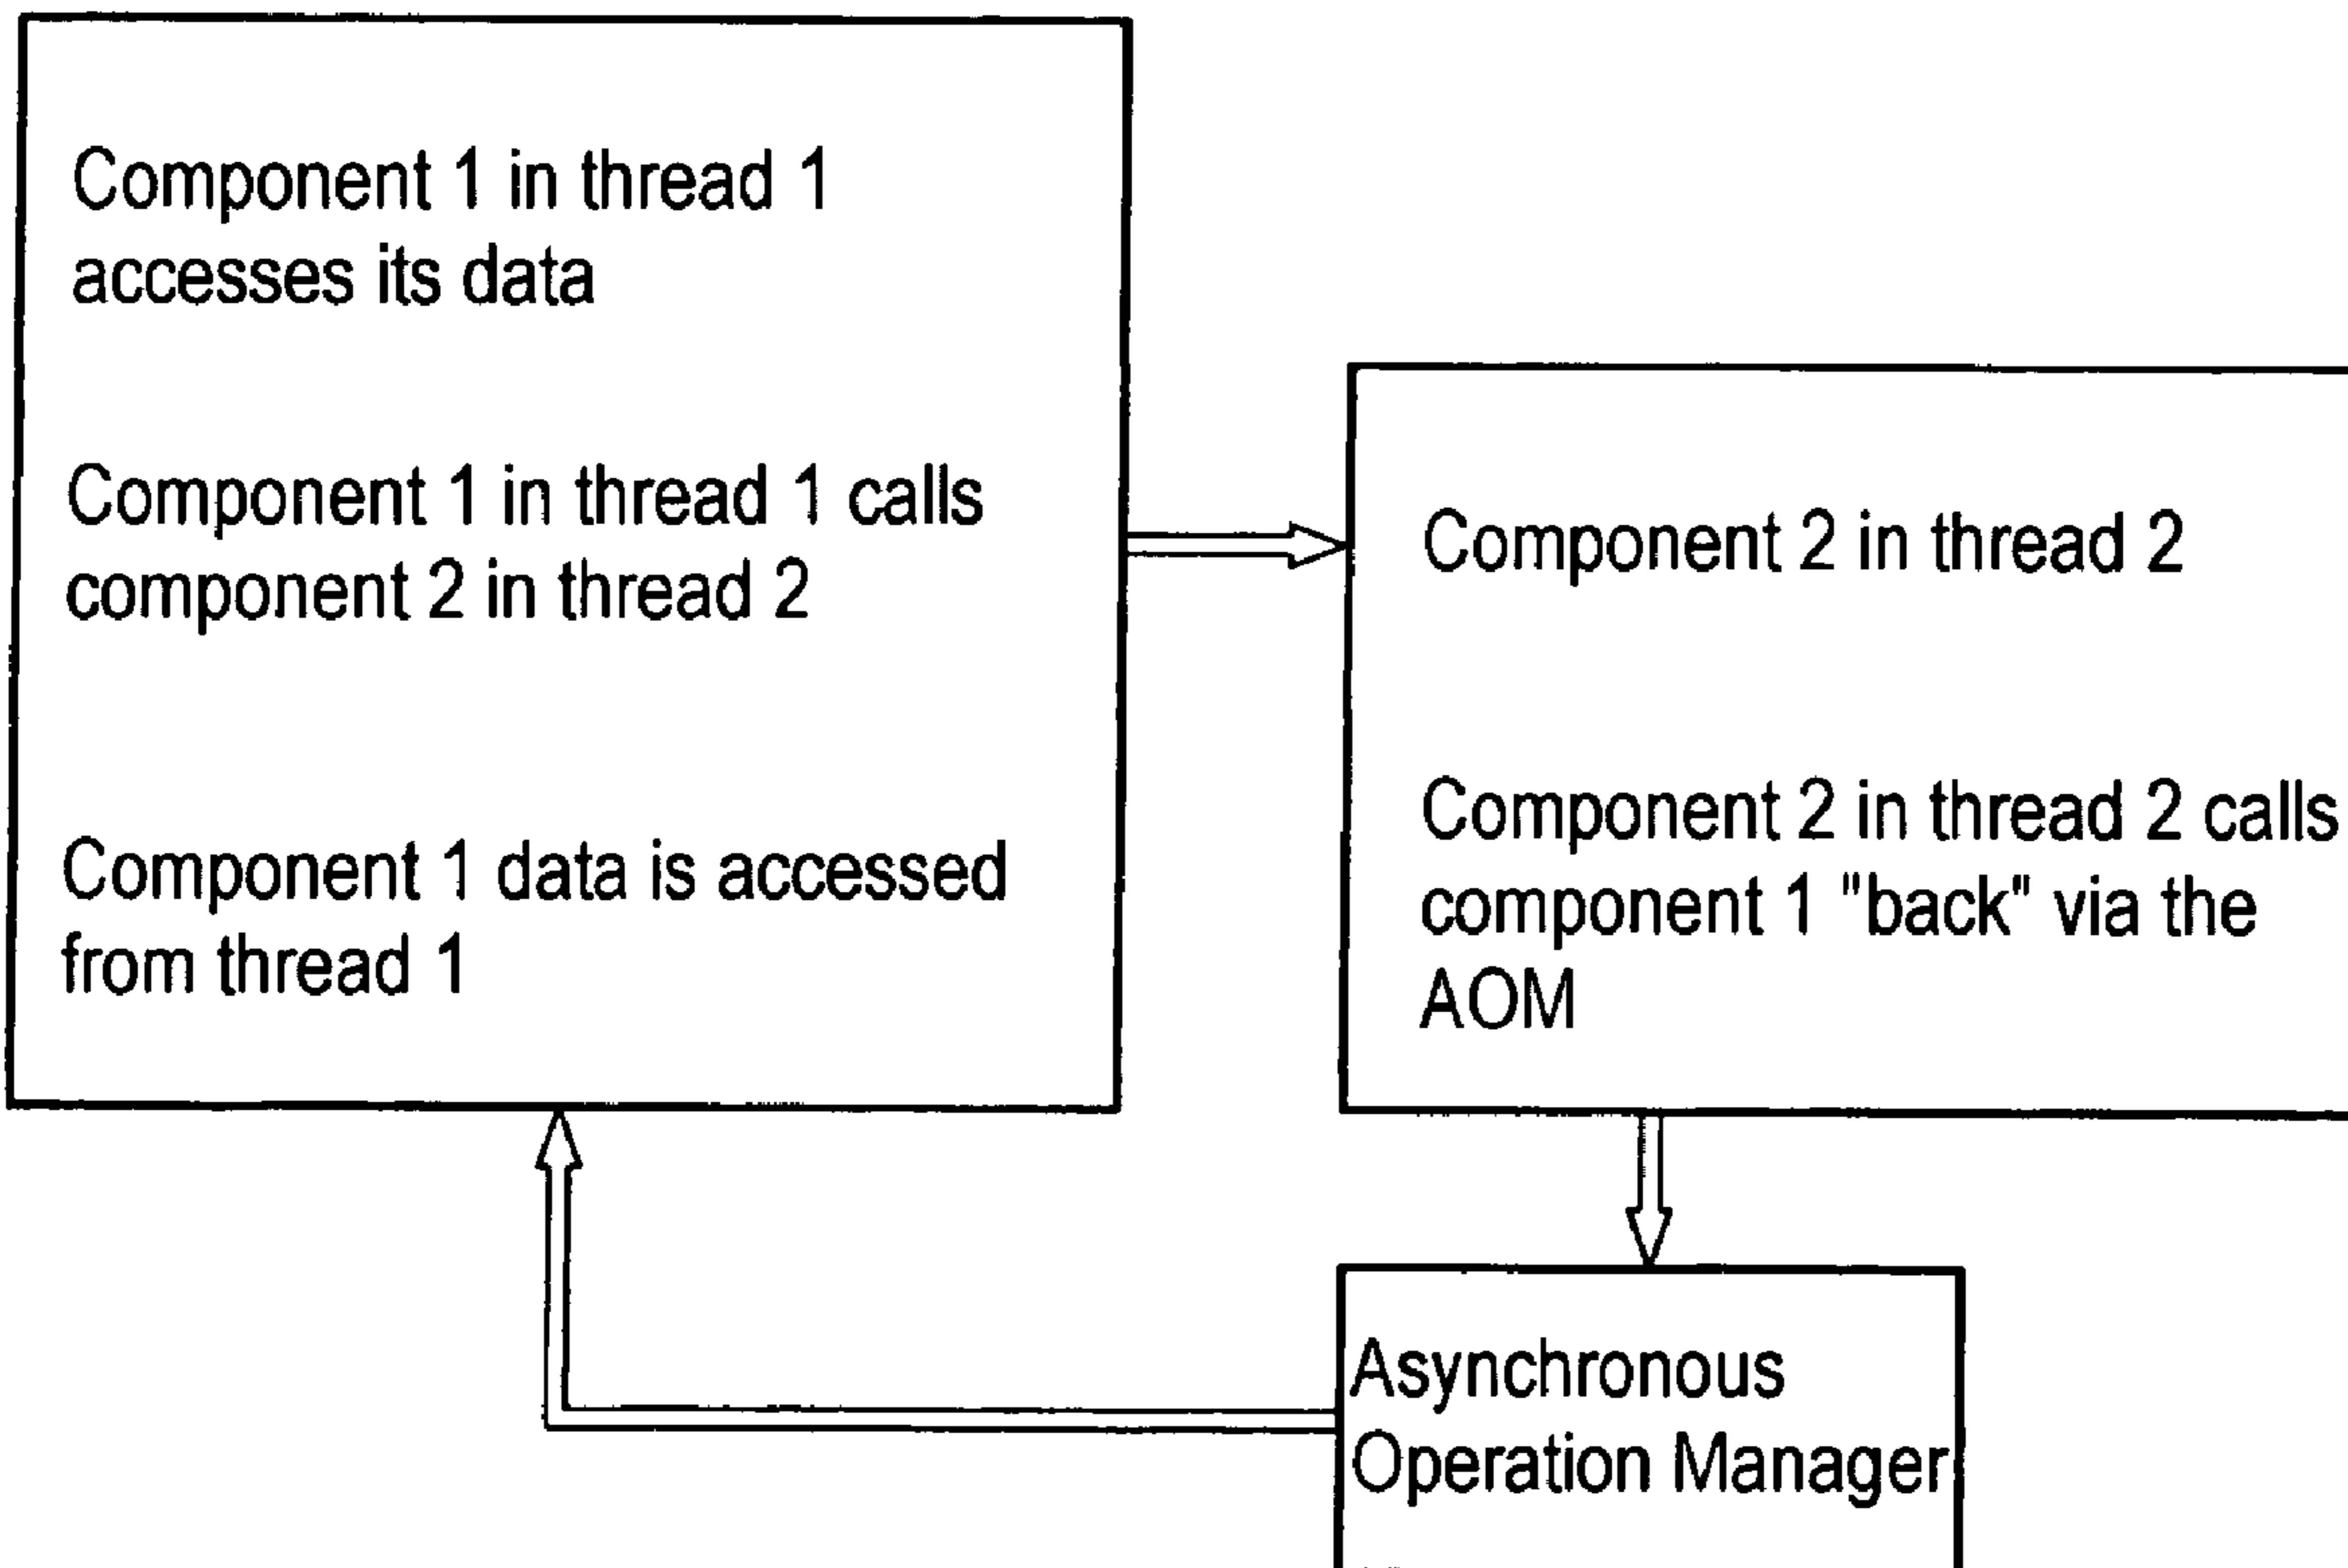 Component 1 in thread 1
accesses its data
Component 1 in thread 1 calls
component 2 in thread 2
Component 1 data is accessed
from thread 1
Component 2 in thread 2
Component 2 in thread 2 calls
component 1 "back" via the
AOM
Asynchronous
Operation Manager